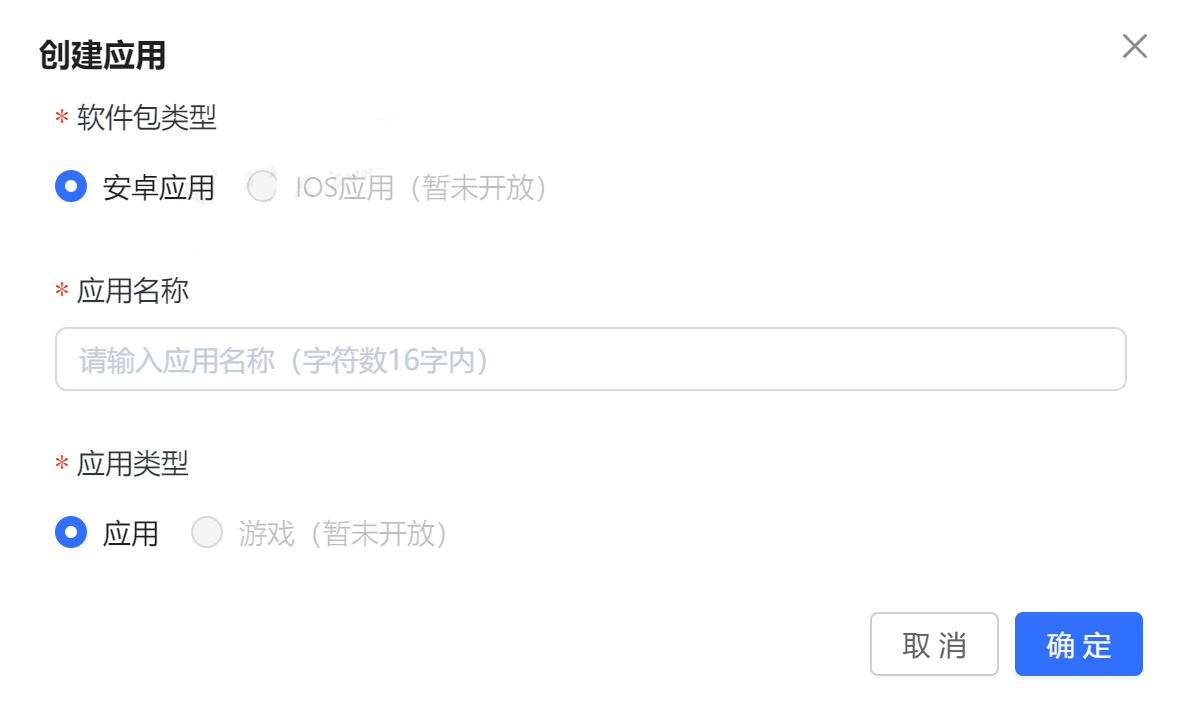 创建应用
* 软件包类型
安卓应用 IOS应用（暂未开放）
* 应用名称
请输入应用名称（字符数16字内）
* 应用类型
应用 游戏（暂未开放）
取 消 确 定